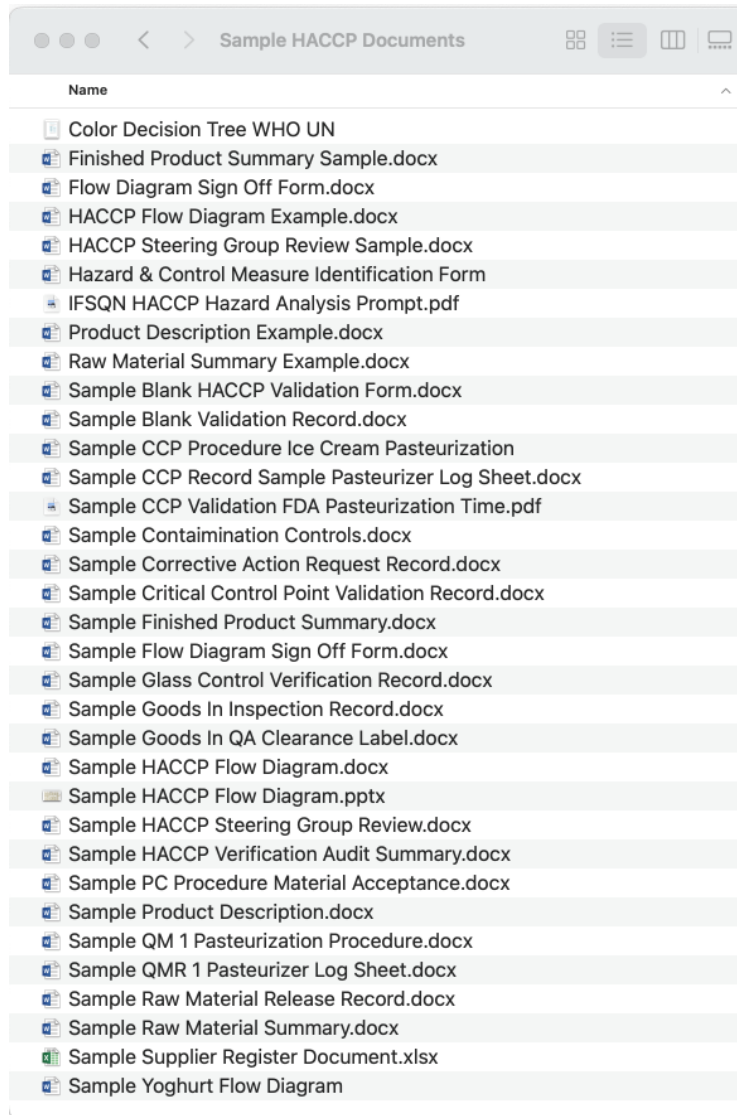 Sample HACCP Documents
Name
Color Decision Tree WHO UN
Finished Product Summary Sample.docx
Flow Diagram Sign Off Form.docx
HACCP Flow Diagram Example.docx
HACCP Steering Group Review Sample.docx
Hazard & Control Measure Identification Form
IFSQN HACCP Hazard Analysis Prompt.pdf
Product Description Example.docx
Raw Material Summary Example.docx
Sample Blank HACCP Validation Form.docx
Sample Blank Validation Record.docx
Sample CCP Procedure Ice Cream Pasteurization
Sample CCP Record Sample Pasteurizer Log Sheet.docx
Sample CCP Validation FDA Pasteurization Time.pdf
Sample Contaimination Controls.docx
Sample Corrective Action Request Record.docx
Sample Critical Control Point Validation Record.docx
Sample Finished Product Summary.docx
Sample Flow Diagram Sign Off Form.docx
Sample Glass Control Verification Record.docx
Sample Goods In Inspection Record.docx
Sample Goods In QA Clearance Label.docx
Sample HACCP Flow Diagram.docx
Sample HACCP Flow Diagram.pptx
Sample HACCP Steering Group Review.docx
Sample HACCP Verification Audit Summary.docx
Sample PC Procedure Material Acceptance.docx
Sample Product Description.docx
Sample QM 1 Pasteurization Procedure.docx
Sample QMR 1 Pasteurizer Log Sheet.docx
Sample Raw Material Release Record.docx
Sample Raw Material Summary.docx
Sample Supplier Register Document.xlsx
Sample Yoghurt Flow Diagram